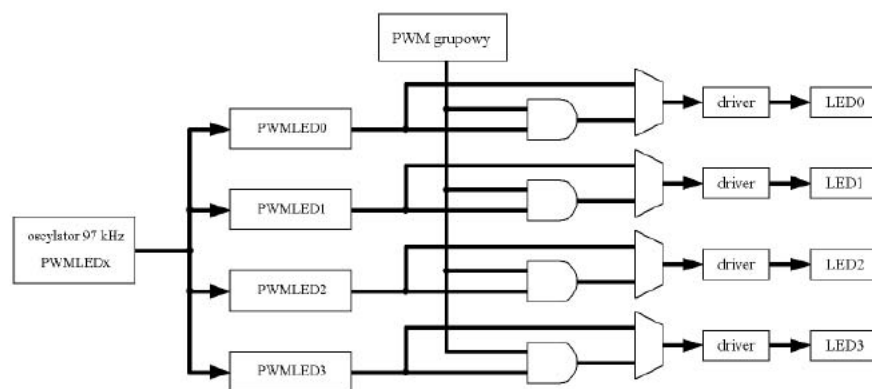 PWM grupowy
PWMLED0
driver
LED0
PWMLED1
driver
LED1
oscylator 97 kHz
PWMLEDx
PWMLED2
driver
LED2
PWMLED3
driver
LED3